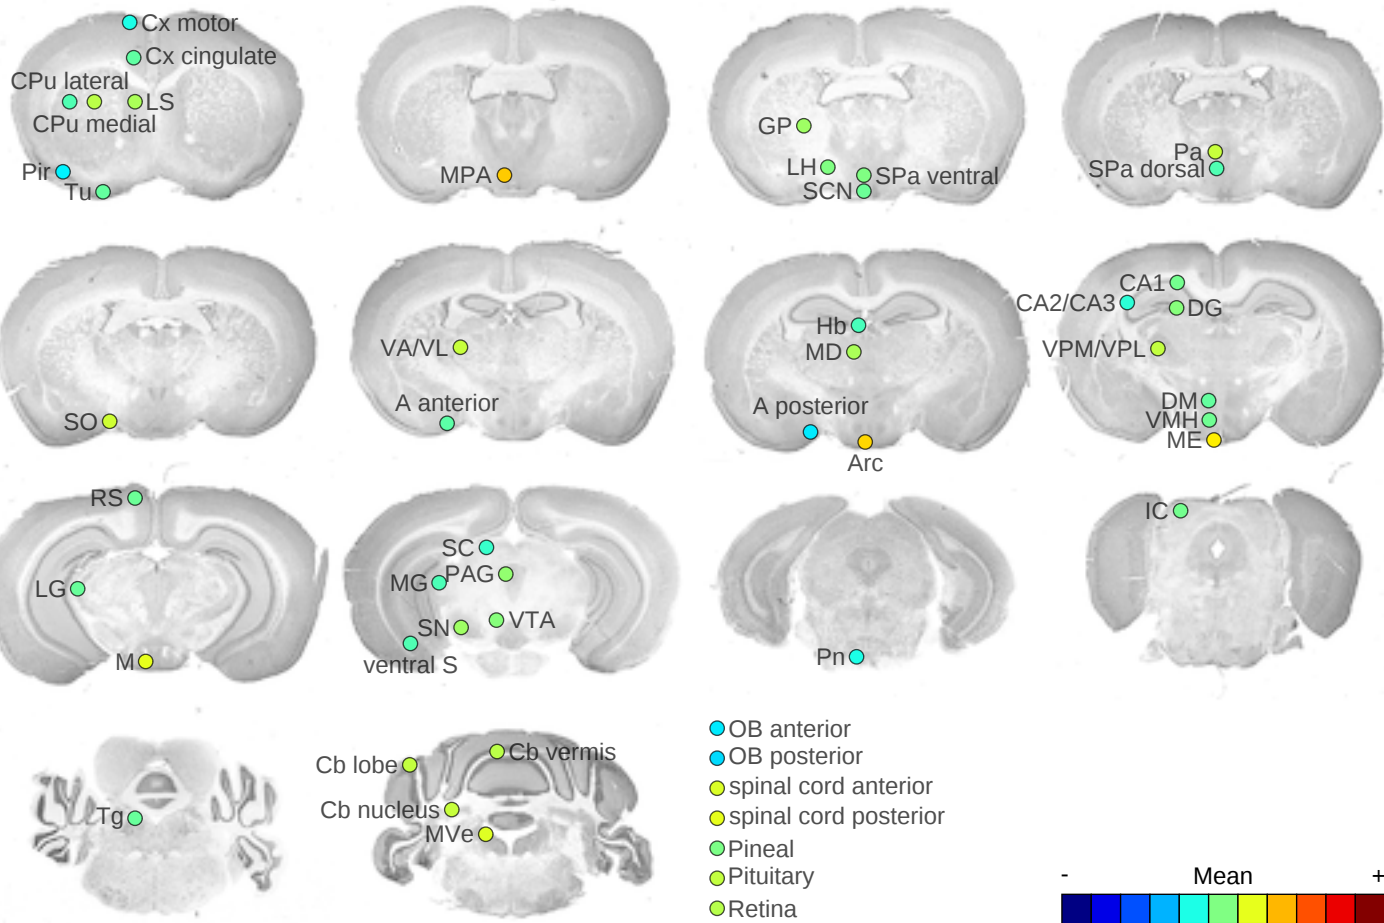 Cx motor
Cx cingulate
CPu lateral
LS
CPu medial
Pir
Tu
MPA
GP
LH
SPa ventral
SCN
Pa
SPa dorsal
SO
VA/VL
A anterior
Hb
MD
A posterior
Arc
CA1
CA2/CA3
DG
VPM/VPL
DM
VMH
ME
RS
LG
M
SC
MG
PAG
SN
VTA
ventral S
Pn
IC
Tg
Cb lobe
Cb vermis
Cb nucleus
MVe
OB anterior
OB posterior
spinal cord anterior
spinal cord posterior
Pineal
Pituitary
Retina
- Mean +